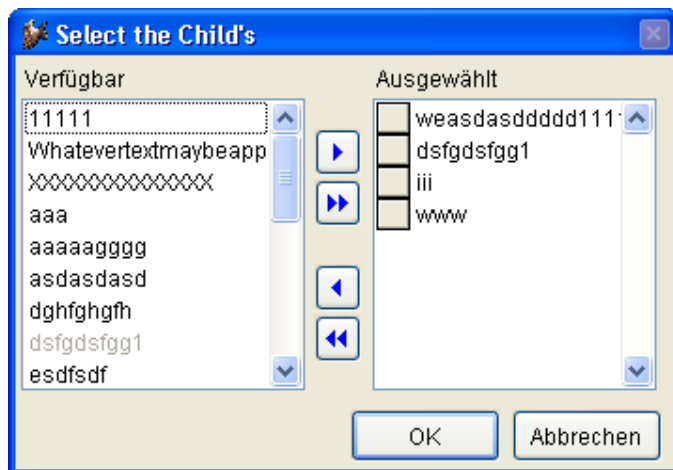 Select the Child's
Verfügbar
Ausgewählt
11111
Whatevertextmaybeapp
XXXXXXXXXXXXXX
aaa
aaaaagggg
asdasdasd
dghfghgfh
dsfgdsfgg1
esdfsdf
weasdasddddd111
dsfgdsfgg1
iii
www
OK
Abbrechen